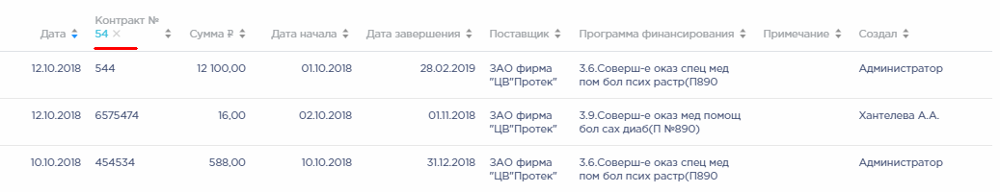 Контракт №
Дата 54 × Сумма ₽ Дата начала Дата завершения Поставщик Программа финансирования Примечание Создал
12.10.2018 544 12 100,00 01.10.2018 28.02.2019 ЗАО фирма 3.6.Соверш-е оказ спец мед Администратор
"ЦВ"Протек" пом бол псих растр(П890
12.10.2018 6575474 16,00 02.10.2018 01.11.2018 ЗАО фирма 3.9.Соверш-е оказ мед помощ Хантелева А.А.
"ЦВ"Протек" бол сах диаб(П №890)
10.10.2018 454534 588,00 10.10.2018 31.12.2018 ЗАО фирма 3.6.Соверш-е оказ спец мед Администратор
"ЦВ"Протек" пом бол псих растр(П890